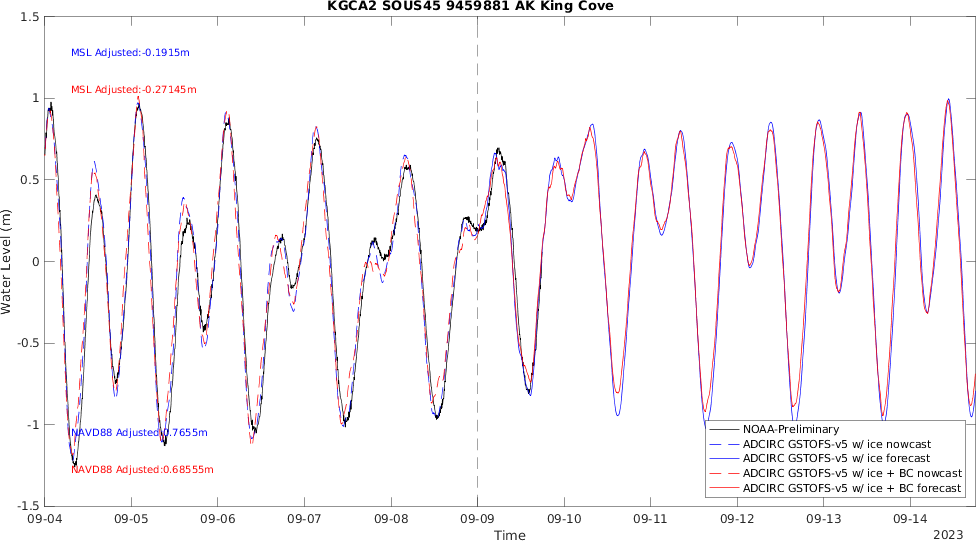 KGCA2 SOUS45 9459881 AK King Cove
1.5
1
0.5
0
-0.5
-1
-1.5
Water Level (m)
MSL Adjusted:-0.1915m
MSL Adjusted:-0.27145m
NAVD88 Adjusted:0.7655m
NAVD88 Adjusted:0.68555m
NOAA-Preliminary
ADCIRC GSTOFS-v5 w/ ice nowcast
ADCIRC GSTOFS-v5 w/ ice forecast
ADCIRC GSTOFS-v5 w/ ice + BC nowcast
ADCIRC GSTOFS-v5 w/ ice + BC forecast
09-04 09-05 09-06 09-07 09-08 09-09 09-10 09-11 09-12 09-13 09-14
Time
2023